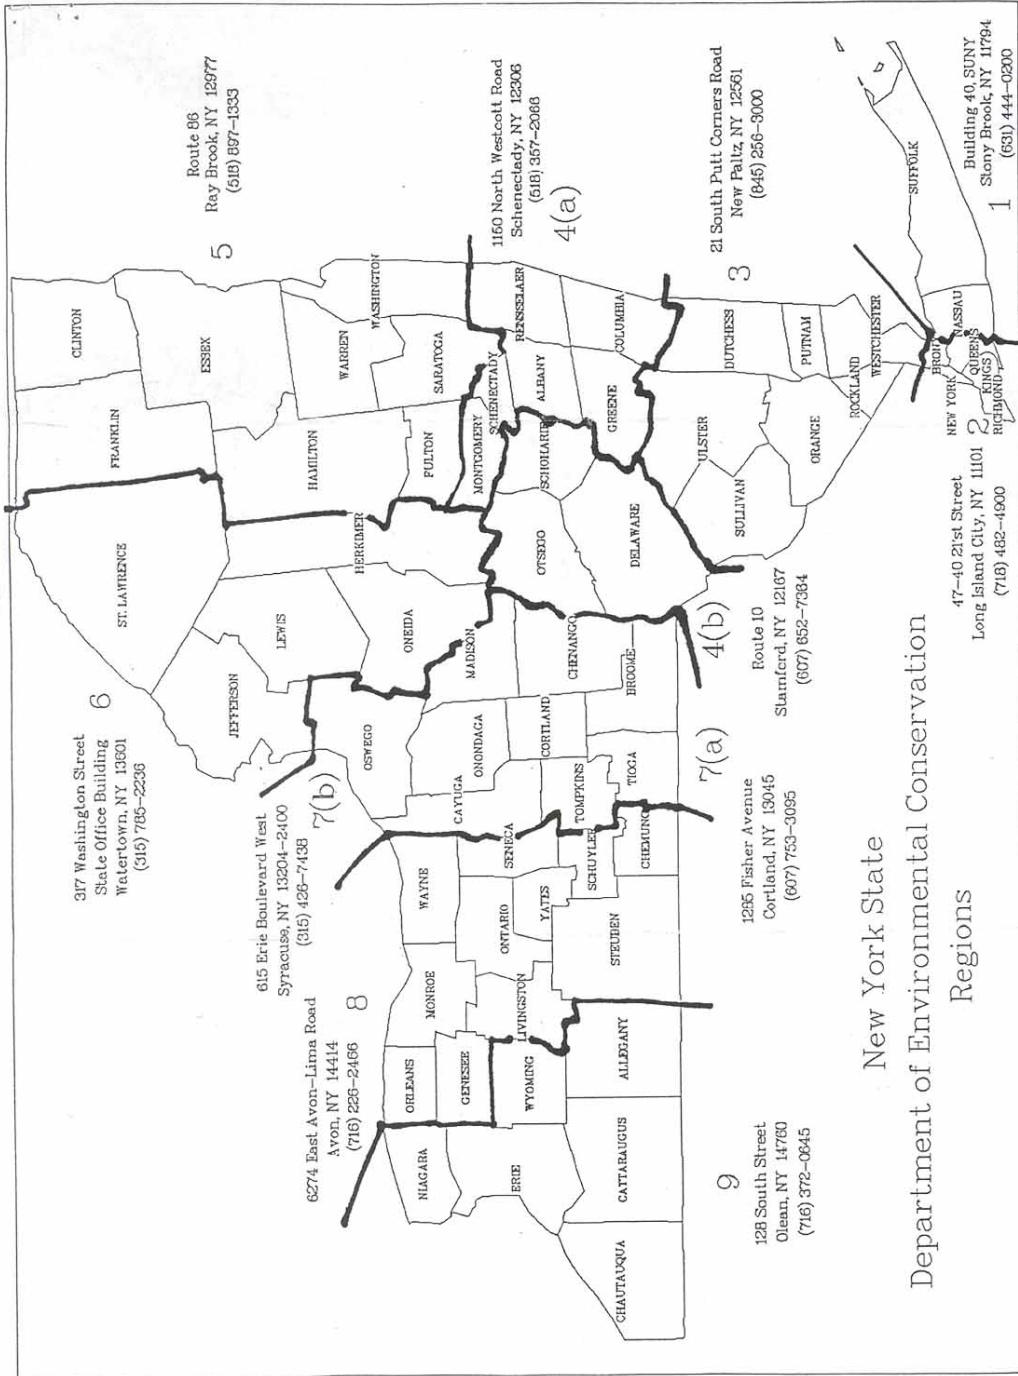 317 Washington Street
State Office Building
Watertown, NY 13601
(315) 785-2236
6
Route 86
Ray Brook, NY 12977
(518) 897-1333
5
615 Erie Boulevard West
Syracuse, NY 13204-2400
(315) 426-7438
7(b)
6274 East Avon-Lima Road
Avon, NY 14414
(716) 226-2466
8
1150 North Westcott Road
Schenectady, NY 12306
(518) 357-2068
4(a)
21 South Putt Corners Road
New Paltz, NY 12561
(845) 256-3000
3
CLINTON
FRANKLIN
ST. LAWRENCE
ESSEX
JEFFERSON
LEWIS
HAMILTON
WARREN
HERKIMER
WASHINGTON
OSWEGO
ONEIDA
FULTON
SARATOGA
NIAGARA
ORLEANS
MONROE
WAYNE
CAYUGA
ONONDAGA
MADISON
MONTGOMERY
SCHENECTADY
RENSSELAER
GENESEE
ERIE
WYOMING
LIVINGSTON
ONTARIO
YATES
SENECA
CORTLAND
CHENANGO
OTSEGO
SCHOHARIE
ALBANY
TOMPKINS
SCHUYLER
GREENE
COLUMBIA
CHAUTAUQUA
CATTARAUGUS
ALLEGANY
STEUBEN
CHEMUNG
TIOGA
BROOME
DELAWARE
ULSTER
DUTCHESS
SULLIVAN
PUTNAM
ORANGE
ROCKLAND
WESTCHESTER
BRONX
NEW YORK
QUEENS
KINGS
RICHMOND
NASSAU
SUFFOLK
9
128 South Street
Olean, NY 14760
(716) 372-0645
7(a)
1285 Fisher Avenue
Cortland, NY 13045
(607) 753-3095
4(b)
Route 10
Stamford, NY 12167
(607) 652-7364
2
47-40 21'st Street
Long Island City, NY 11101
(718) 482-4900
Building 40, SUNY
Stony Brook, NY 11794
(631) 444-0200
1
New York State
Department of Environmental Conservation
Regions